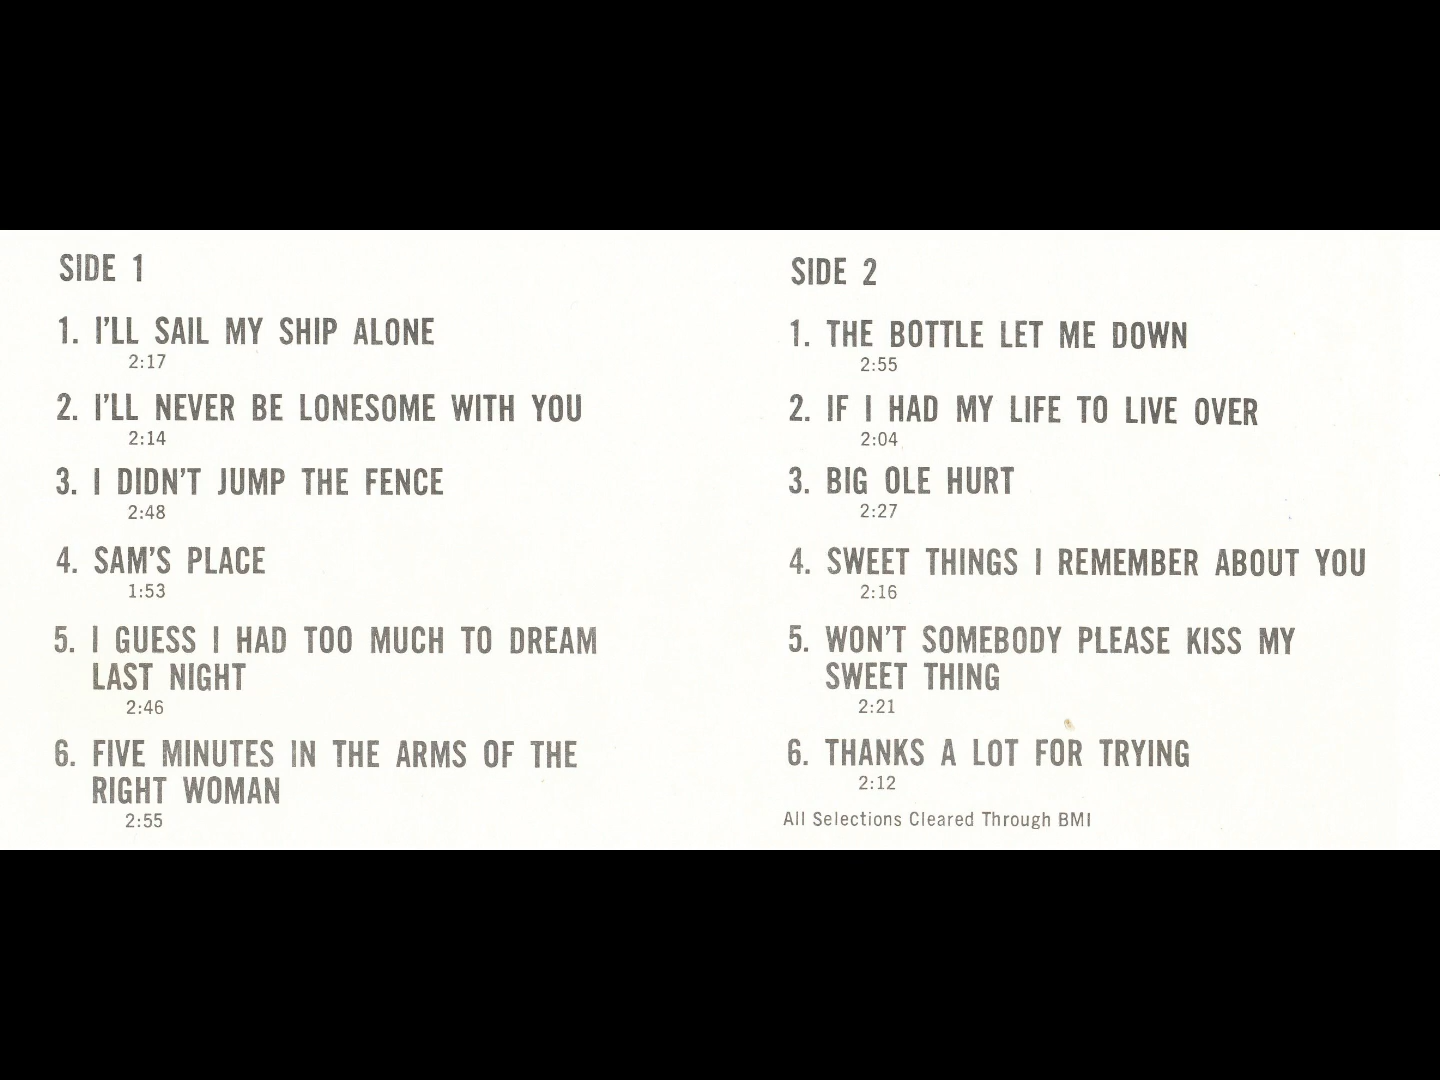 SIDE 1
1. I'LL SAIL MY SHIP ALONE
2:17
2. I'LL NEVER BE LONESOME WITH YOU
2:14
3. I DIDN'T JUMP THE FENCE
2:48
4. SAM'S PLACE
1:53
5. I GUESS I HAD TOO MUCH TO DREAM
LAST NIGHT
2:46
6. FIVE MINUTES IN THE ARMS OF THE
RIGHT WOMAN
2:55
SIDE 2
1. THE BOTTLE LET ME DOWN
2:55
2. IF I HAD MY LIFE TO LIVE OVER
2:04
3. BIG OLE HURT
2:27
4. SWEET THINGS I REMEMBER ABOUT YOU
2:16
5. WON'T SOMEBODY PLEASE KISS MY
SWEET THING
2:21
6. THANKS A LOT FOR TRYING
2:12
All Selections Cleared Through BMI